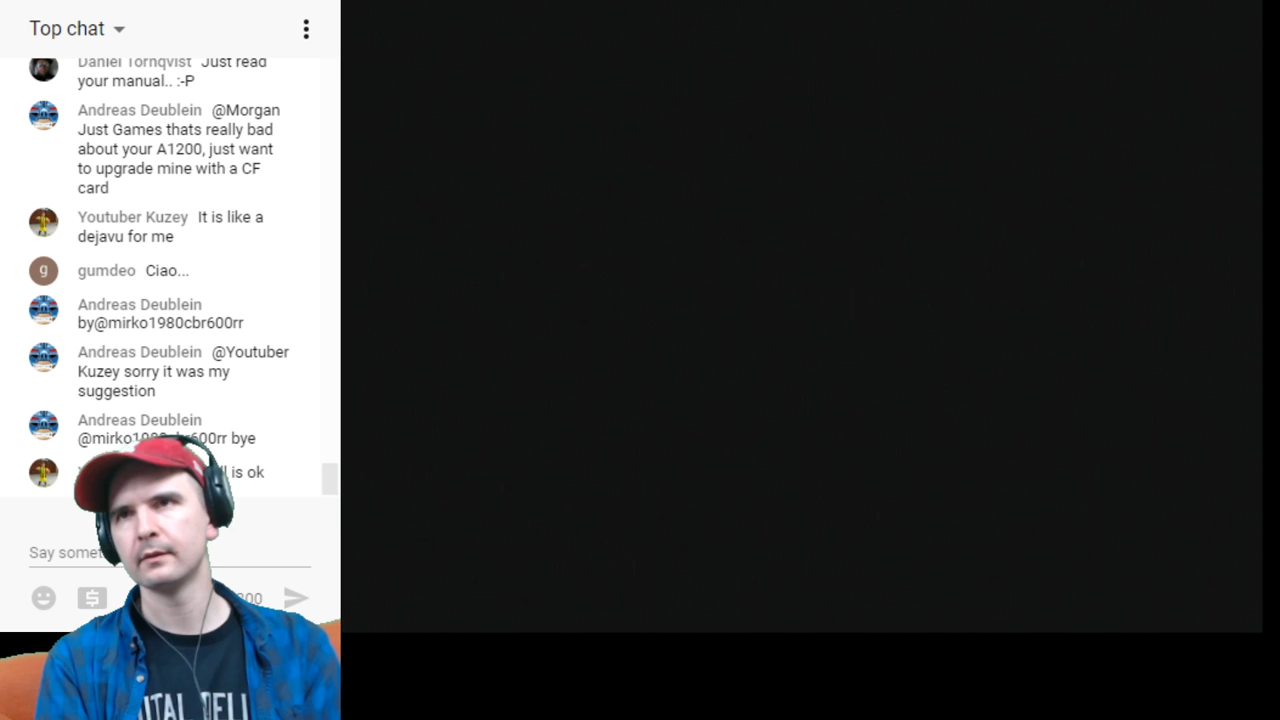 Top chat
Daniel Tornqvist Just read
your manual.. :-P
Andreas Deublein @Morgan
Just Games thats really bad
about your A1200, just want
to upgrade mine with a CF
card
Youtuber Kuzey It is like a
dejavu for me
g
gumdeo Ciao...
Andreas Deublein
by@mirko1980cbr600rr
Andreas Deublein @Youtuber
Kuzey sorry it was my
suggestion
Andreas Deublein
600rr bye
is ok
Say